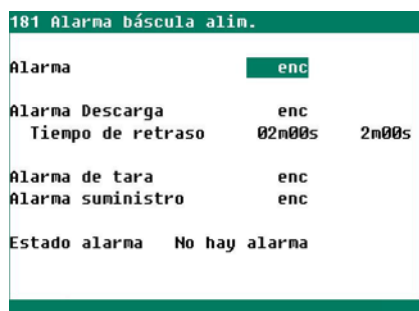 181 Alarma báscula alim.
Alarma enc
Alarma Descarga enc
Tiempo de retraso 02m00s 2m00s
Alarma de tara enc
Alarma suministro enc
Estado alarma No hay alarma